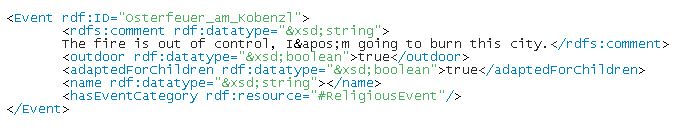 <Event rdf:ID="Osterfeuer_am_Kobenzl">
<rdfs:comment rdf:datatype="&xsd;string">
The fire is out of control, I&apos;m going to burn this city.</rdfs:comment>
<outdoor rdf:datatype="&xsd;boolean">true</outdoor>
<adaptedForChildren rdf:datatype="&xsd;boolean">true</adaptedForChildren>
<name rdf:datatype="&xsd;string"></name>
<hasEventCategory rdf:resource="#ReligiousEvent"/>
</Event>